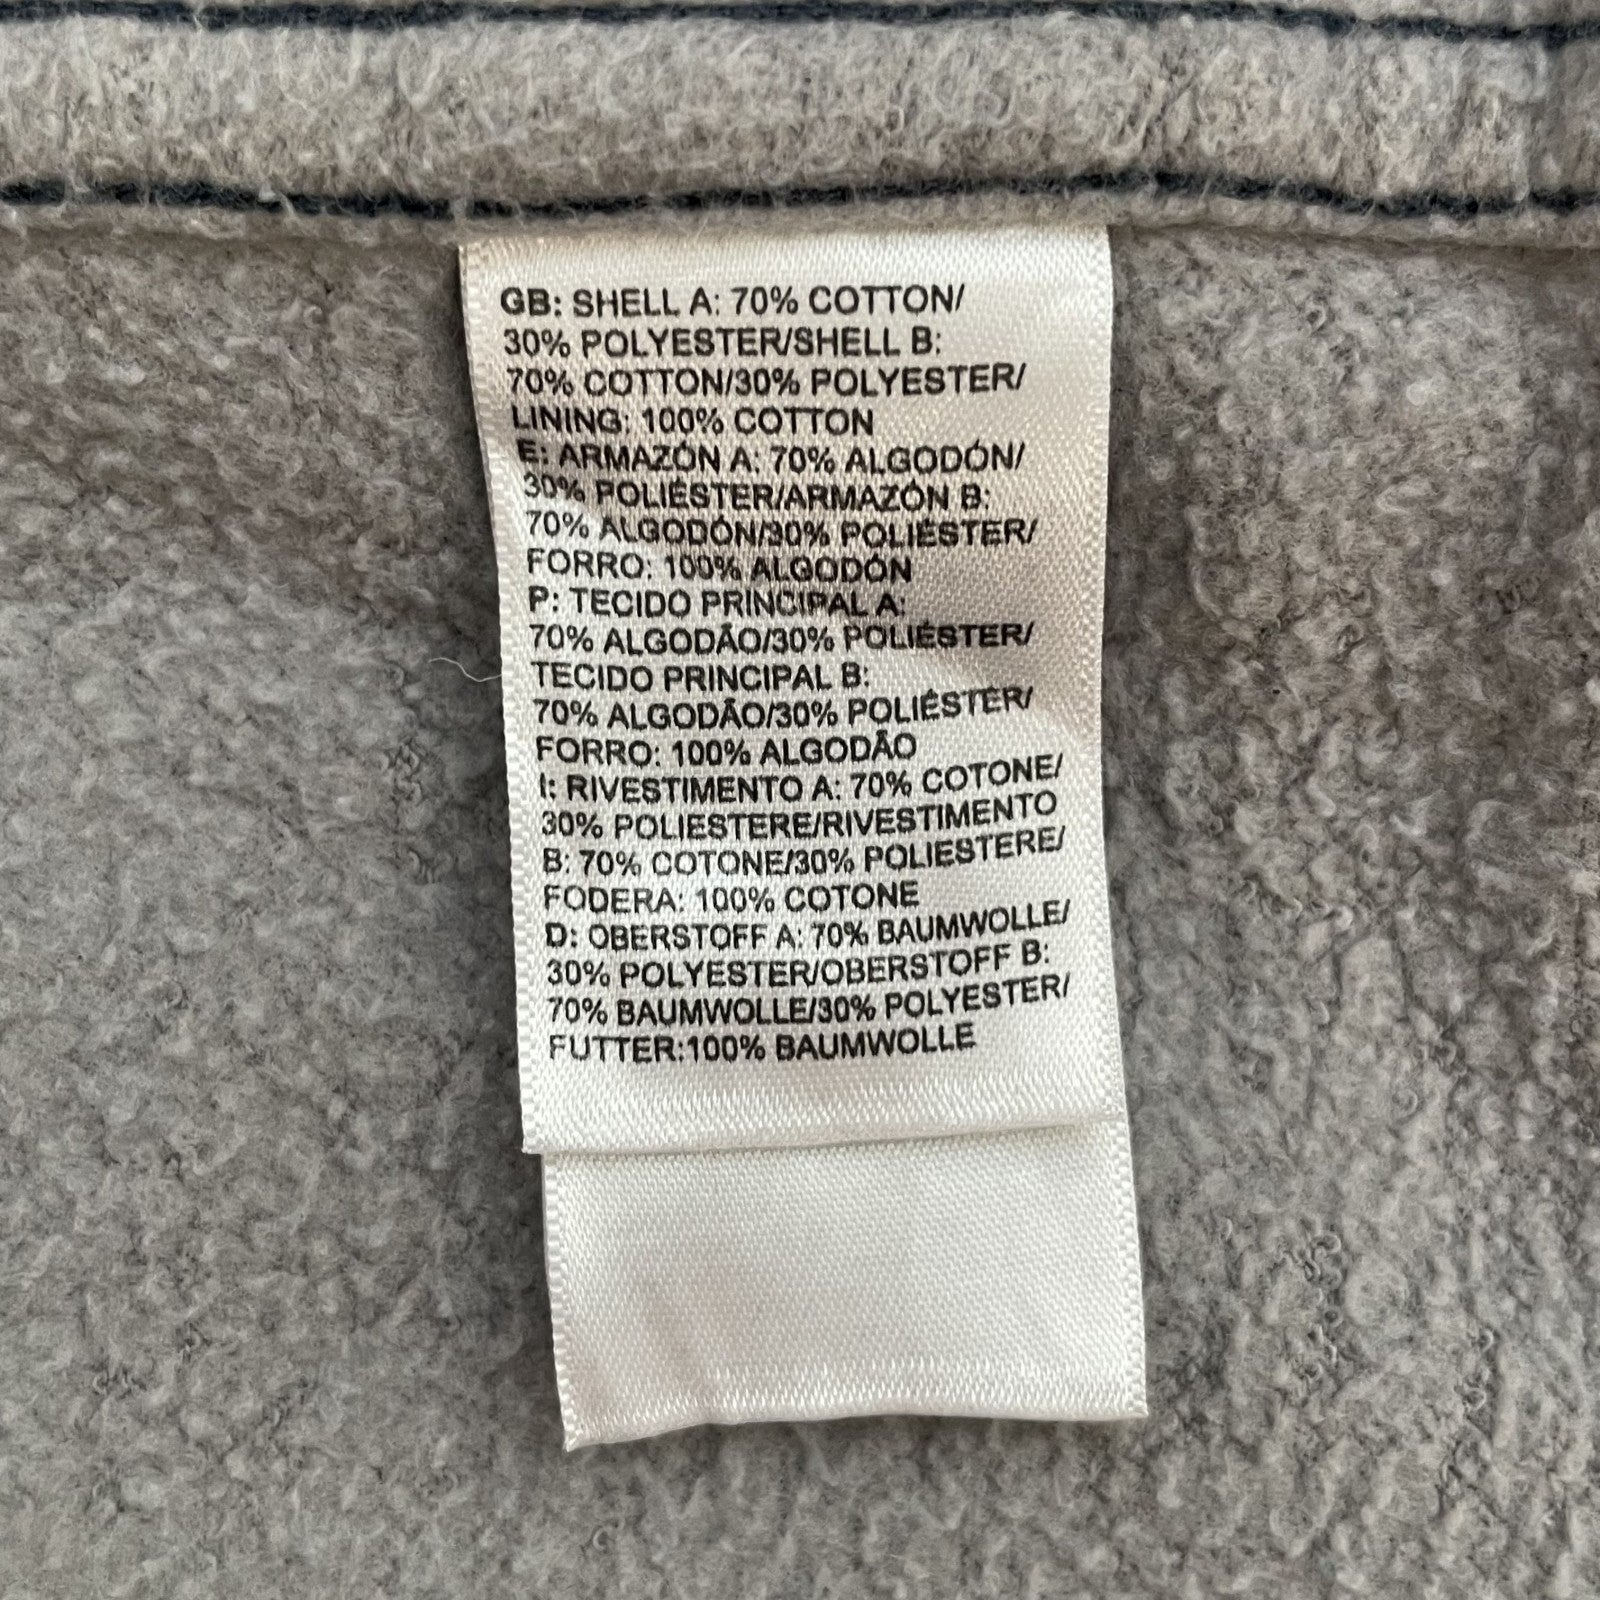 GB: SHELL A: 70% COTTON/
30% POLYESTER/SHELL B:
70% COTTON/30% POLYESTER/
LINING: 100% COTTON
E: ARMAZÓN A: 70% ALGODÓN/
30% POLIÉSTER/ARMAZÓN B:
70% ALGODÓN/30% POLIÉSTER/
FORRO: 100% ALGODÓN
P: TECIDO PRINCIPAL A:
70% ALGODÃO/30% POLIÉSTER/
TECIDO PRINCIPAL B:
70% ALGODÃO/30% POLIÉSTER/
FORRO: 100% ALGODÃO
I: RIVESTIMENTO A: 70% COTONE/
30% POLIESTERE/RIVESTIMENTO
B: 70% COTONE/30% POLIESTERE/
FODERA: 100% COTONE
D: OBERSTOFF A: 70% BAUMWOLLE/
30% POLYESTER/OBERSTOFF B:
70% BAUMWOLLE/30% POLYESTER/
FUTTER:100% BAUMWOLLE